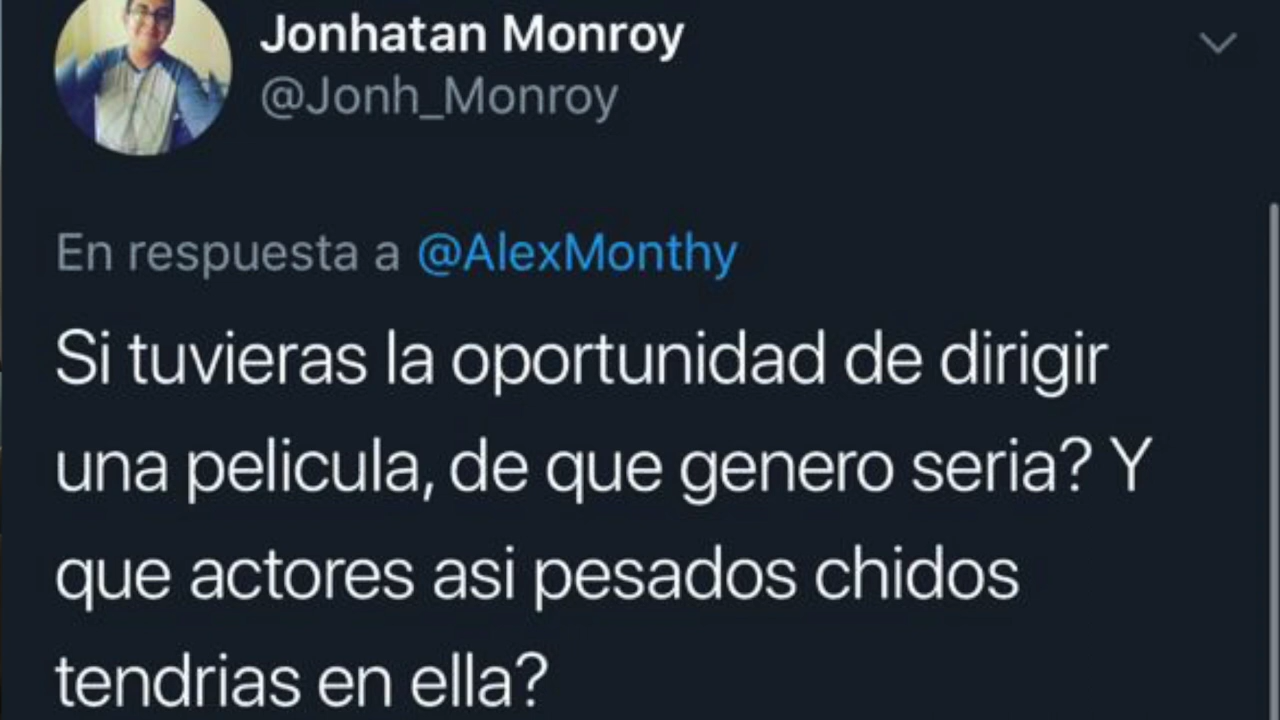 Jonhatan Monroy
@Jonh_Monroy
En respuesta a @AlexMonthy
Si tuvieras la oportunidad de dirigir
una pelicula, de que genero seria? Y
que actores asi pesados chidos
tendrias en ella?